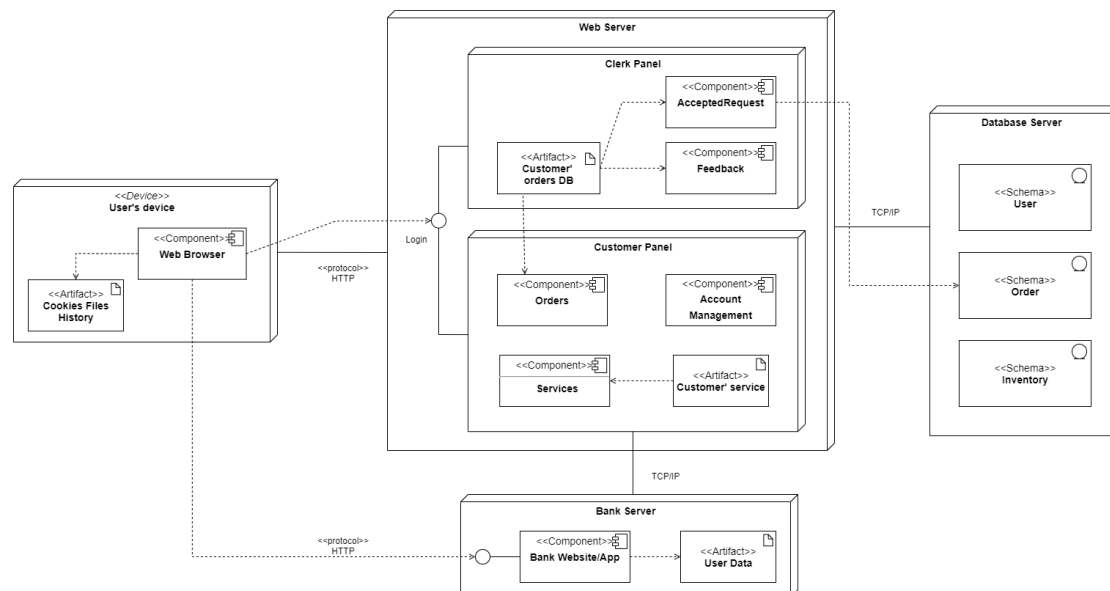 Web Server
Clerk Panel
<<Component>>
AcceptedRequest
<<Artifact>>
Customer'
orders DB
<<Component>>
Feedback
Database Server
<<Schema>>
User
<<Schema>>
Order
<<Schema>>
Inventory
TCP/IP
<<Device>>
User's device
<<Component>>
Web Browser
<<Artifact>>
Cookies Files
History
Login
<<protocol>>
HTTP
Customer Panel
<<Component>>
Orders
<<Component>>
Account
Management
<<Component>>
Services
<<Artifact>>
Customer' service
TCP/IP
Bank Server
<<protocol>>
HTTP
<<Component>>
Bank Website/App
<<Artifact>>
User Data